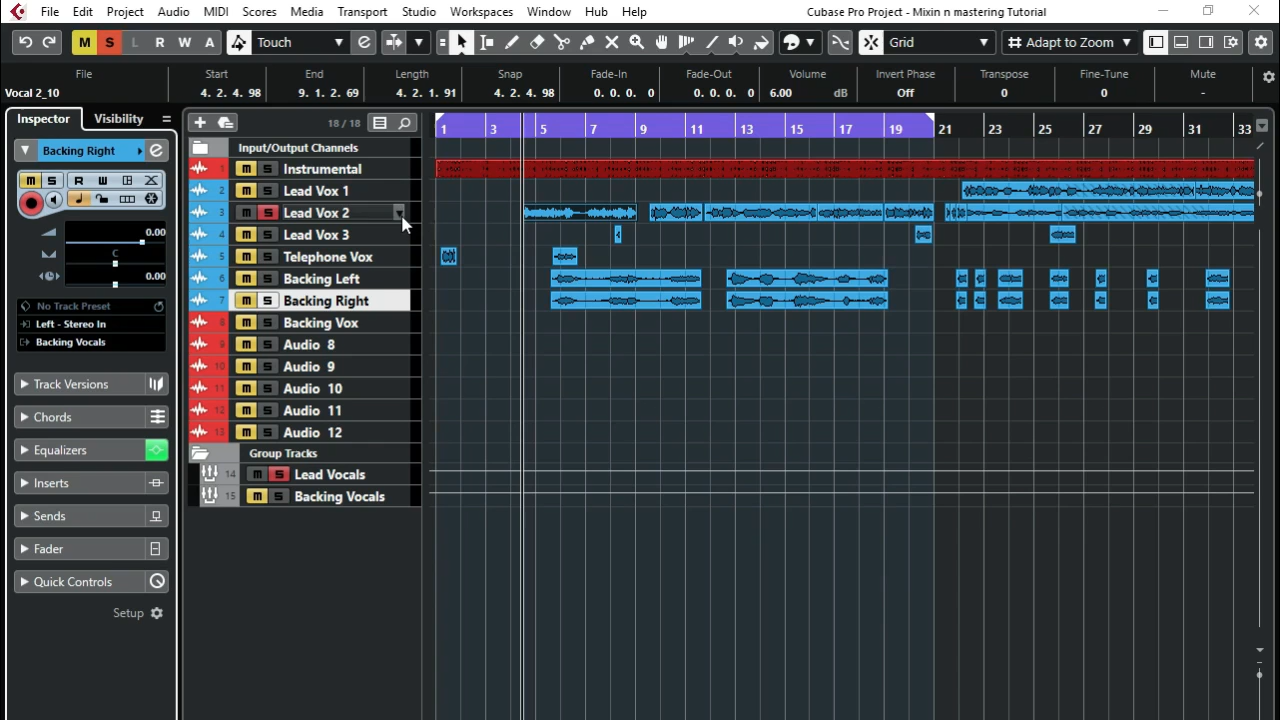 File Edit Project Audio MIDI Scores Media Transport Studio Workspaces Window Hub Help Cubase Pro Project - Mixin n mastering Tutorial
M S L R W A Touch Grid Adapt to Zoom
File Start End Length Snap Fade-In Fade-Out Volume Invert Phase Transpose Fine-Tune Mute
Vocal 2_10 4. 2. 4. 98 9. 1. 2. 69 4. 2. 1. 91 4. 2. 4. 98 0. 0. 0. 0 0. 0. 0. 0 6.00 dB Off 0 0 -
Inspector Visibility 18 / 18 1 3 5 7 9 11 13 15 17 19 21 23 25 27 29 31 33
Backing Right
Input/Output Channels
1 m S Instrumental
2 m S Lead Vox 1
3 m S Lead Vox 2
4 m S Lead Vox 3
5 m S Telephone Vox
6 m S Backing Left
7 m S Backing Right
8 m S Backing Vox
9 m S Audio 8
10 m S Audio 9
11 m S Audio 10
12 m S Audio 11
13 m S Audio 12
Group Tracks
14 m S Lead Vocals
15 m S Backing Vocals
m S R W
0.00
C
0.00
No Track Preset
Left - Stereo In
Backing Vocals
Track Versions
Chords
Equalizers
Inserts
Sends
Fader
Quick Controls
Setup